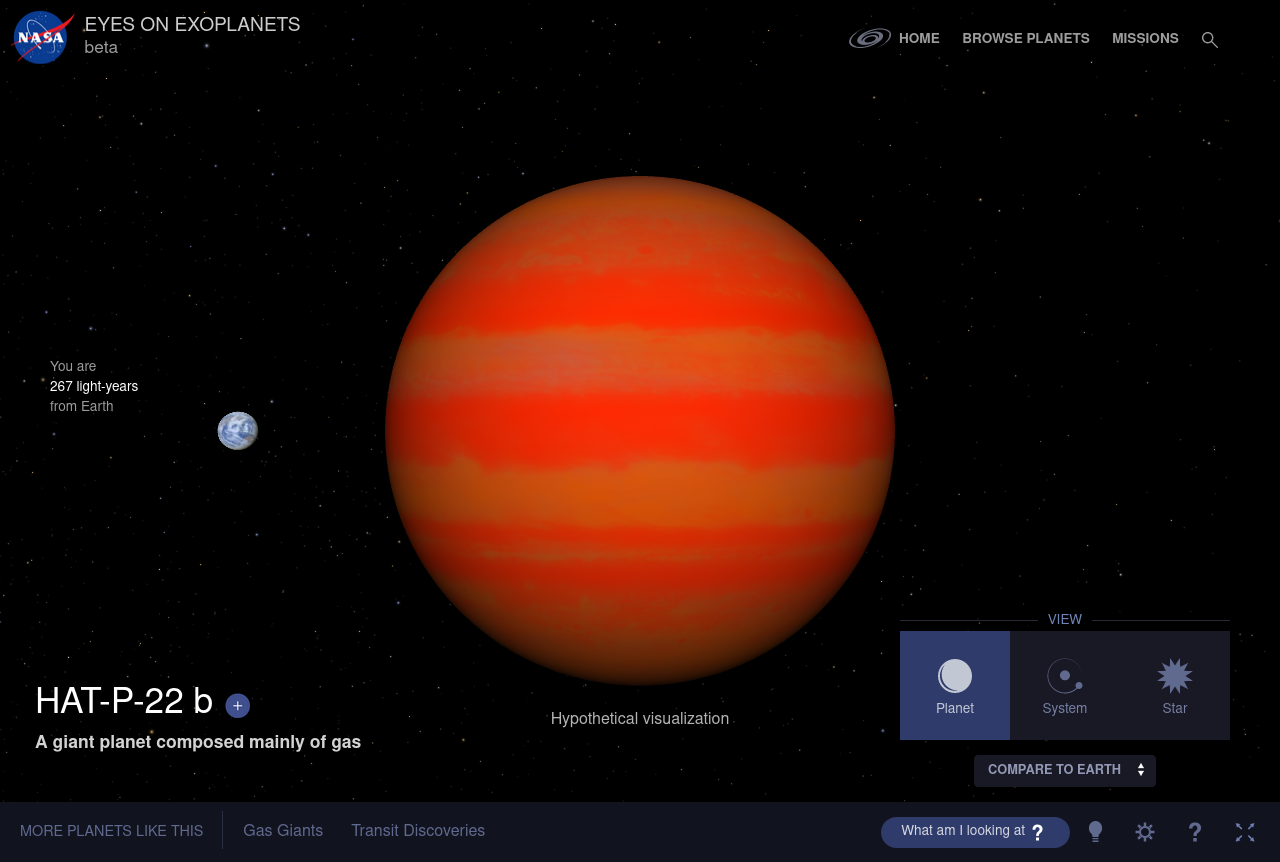 NASA
EYES ON EXOPLANETS
beta
HOME
BROWSE PLANETS
MISSIONS
You are
267 light-years
from Earth
HAT-P-22 b +
A giant planet composed mainly of gas
Hypothetical visualization
VIEW
Planet
System
Star
COMPARE TO EARTH
MORE PLANETS LIKE THIS
Gas Giants
Transit Discoveries
What am I looking at ?
?